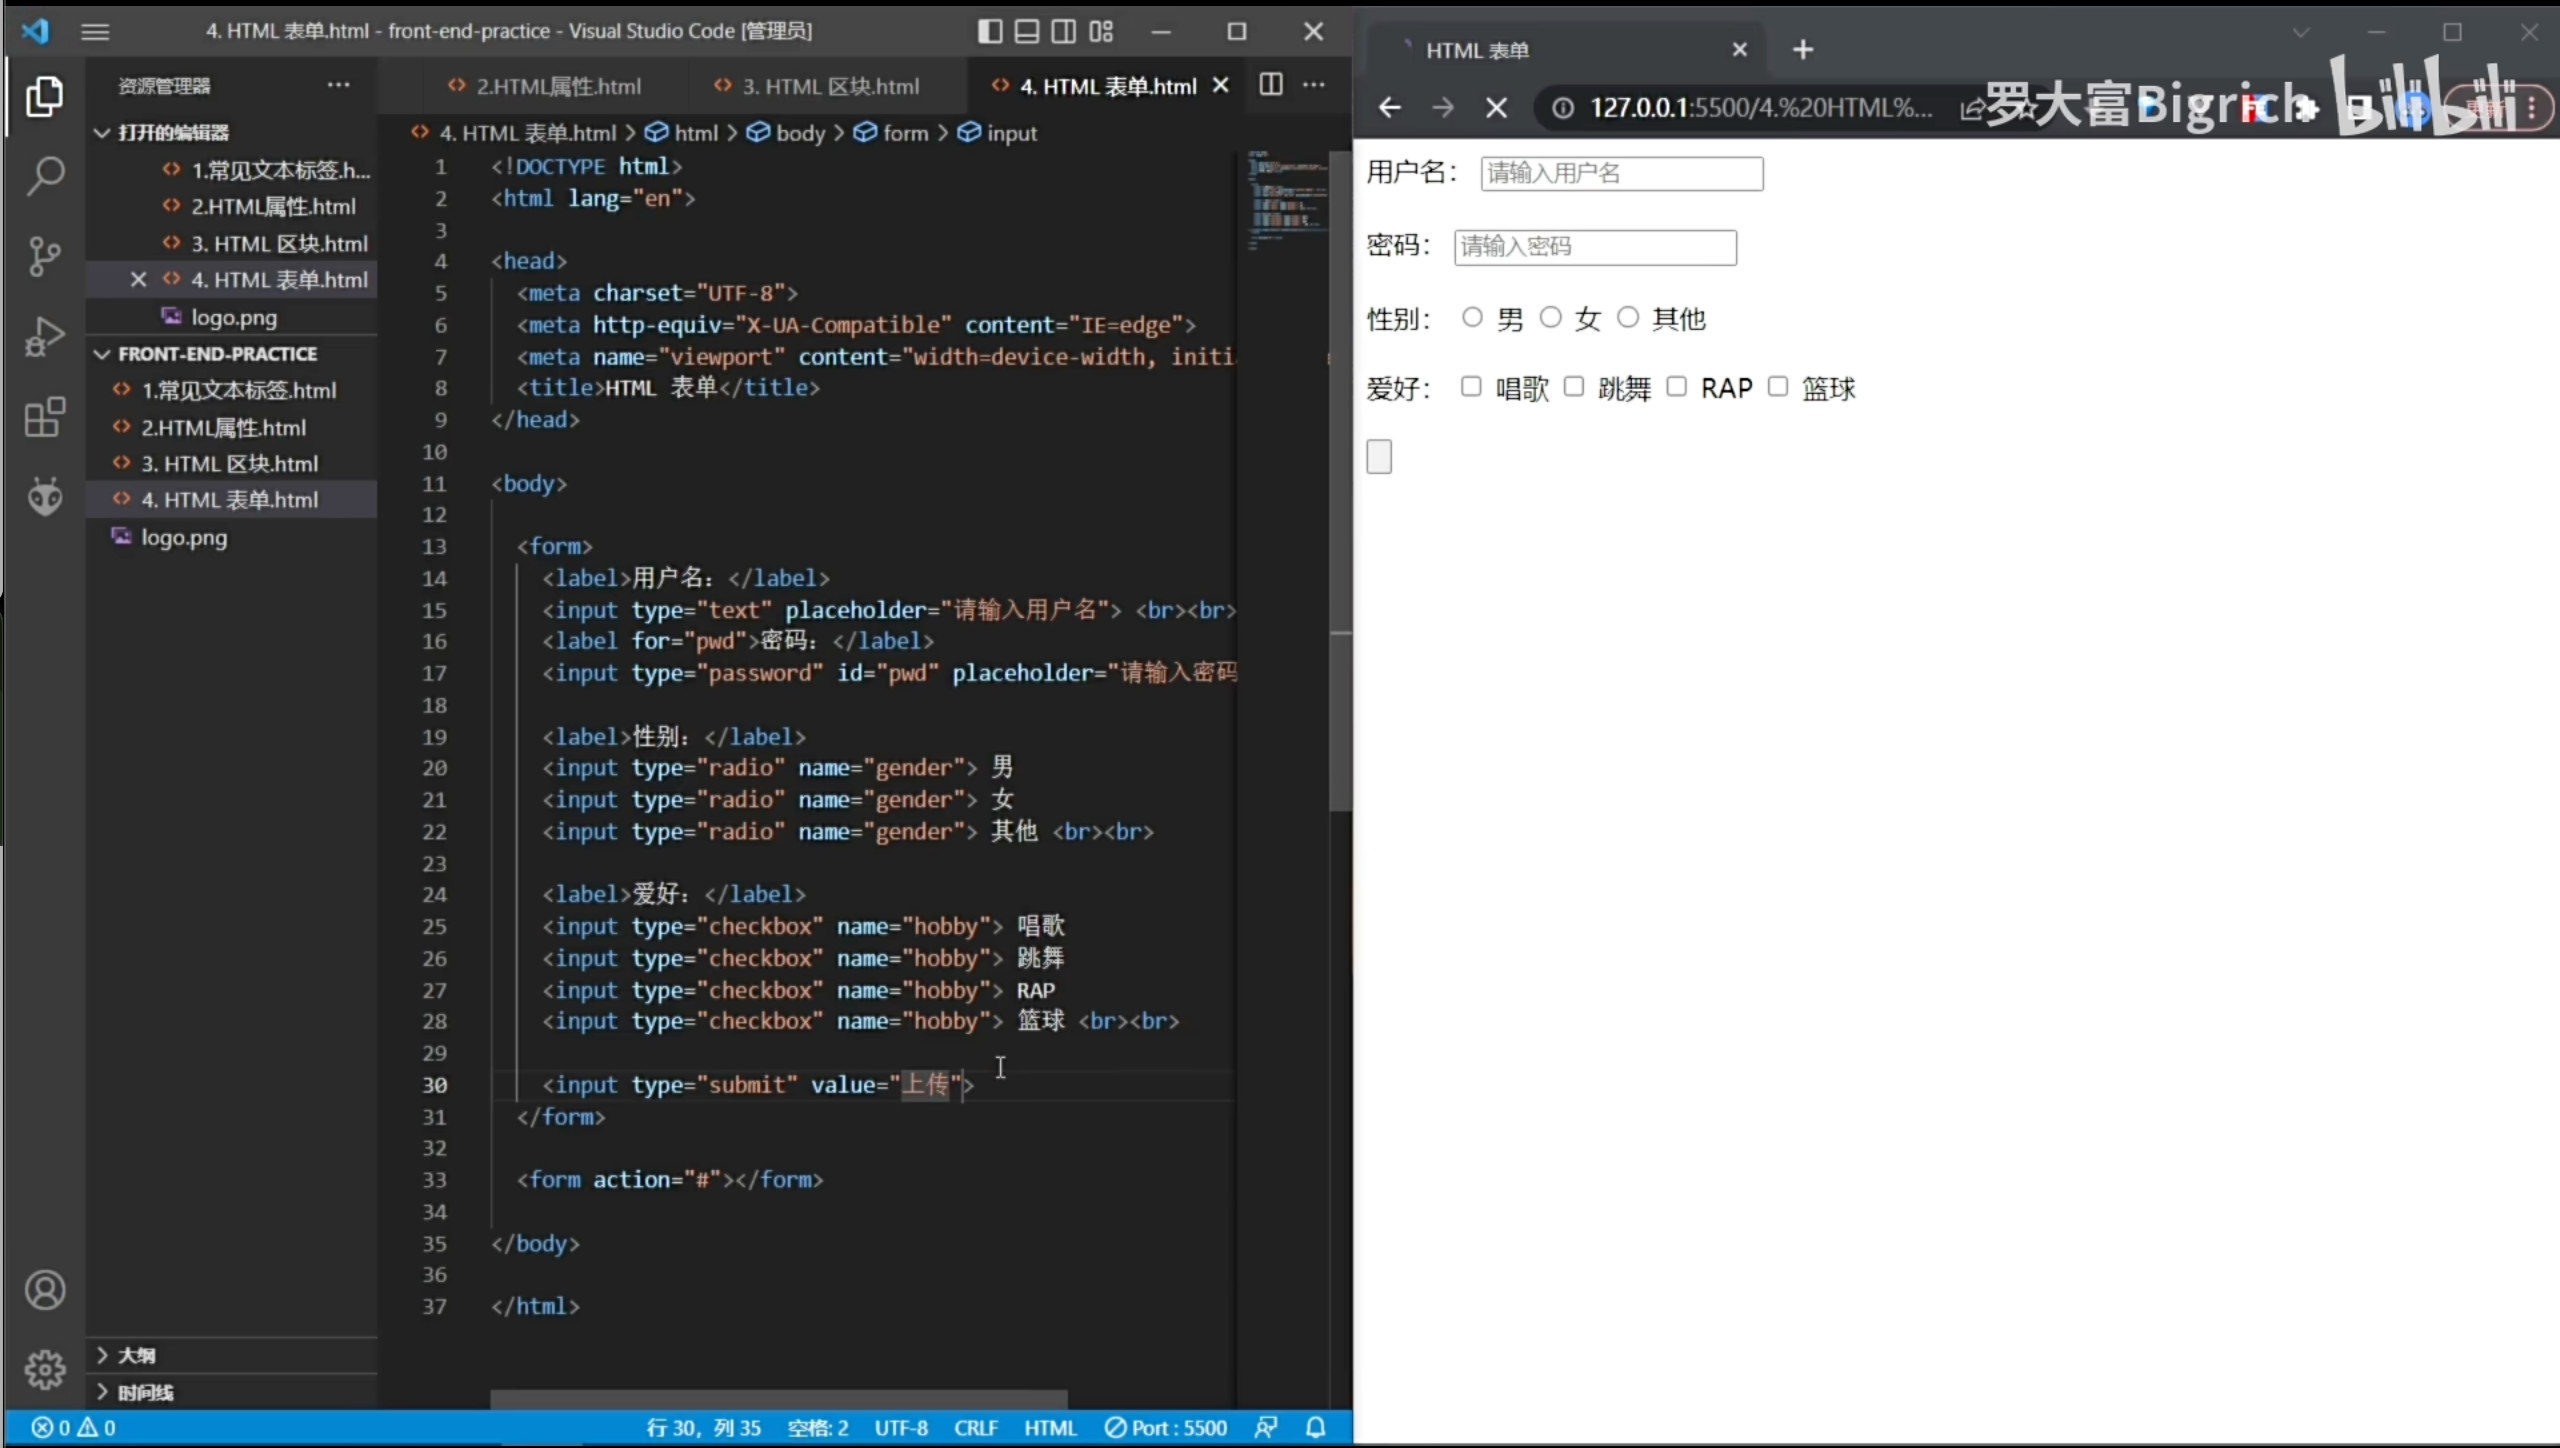 4. HTML 表单.html - front-end-practice - Visual Studio Code [管理员]
资源管理器
打开的编辑器
1.常见文本标签.h...
2.HTML属性.html
3. HTML 区块.html
4. HTML 表单.html
logo.png
FRONT-END-PRACTICE
1.常见文本标签.html
2.HTML属性.html
3. HTML 区块.html
4. HTML 表单.html
logo.png
大纲
时间线
2.HTML属性.html
3. HTML 区块.html
4. HTML 表单.html
4. HTML 表单.html > html > body > form > input
1 <!DOCTYPE html>
2 <html lang="en">
3
4 <head>
5 <meta charset="UTF-8">
6 <meta http-equiv="X-UA-Compatible" content="IE=edge">
7 <meta name="viewport" content="width=device-width, initi
8 <title>HTML 表单</title>
9 </head>
10
11 <body>
12
13 <form>
14 <label>用户名：</label>
15 <input type="text" placeholder="请输入用户名"> <br><br>
16 <label for="pwd">密码：</label>
17 <input type="password" id="pwd" placeholder="请输入密码
18
19 <label>性别：</label>
20 <input type="radio" name="gender"> 男
21 <input type="radio" name="gender"> 女
22 <input type="radio" name="gender"> 其他 <br><br>
23
24 <label>爱好：</label>
25 <input type="checkbox" name="hobby"> 唱歌
26 <input type="checkbox" name="hobby"> 跳舞
27 <input type="checkbox" name="hobby"> RAP
28 <input type="checkbox" name="hobby"> 篮球 <br><br>
29
30 <input type="submit" value="上传">
31 </form>
32
33 <form action="#"></form>
34
35 </body>
36
37 </html>
0 0
行 30，列 35 空格: 2 UTF-8 CRLF HTML Port : 5500
HTML 表单
127.0.0.1:5500/4.%20HTML%...
罗大富Bigrich bilibili
用户名： 请输入用户名
密码： 请输入密码
性别： 男 女 其他
爱好： 唱歌 跳舞 RAP 篮球